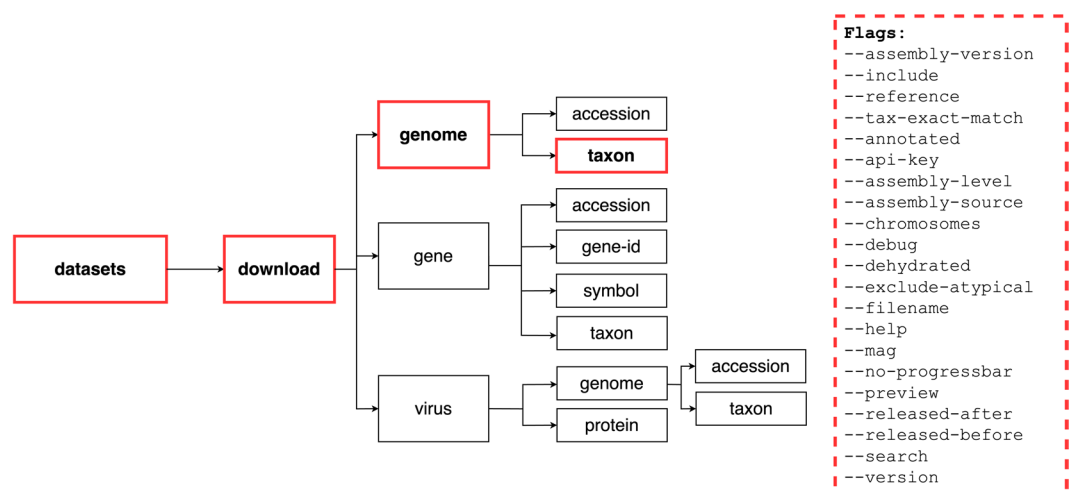 datasets
download
genome
accession
taxon
gene
accession
gene-id
symbol
taxon
virus
genome
accession
taxon
protein
Flags:
--assembly-version
--include
--reference
--tax-exact-match
--annotated
--api-key
--assembly-level
--assembly-source
--chromosomes
--debug
--dehydrated
--exclude-atypical
--filename
--help
--mag
--no-progressbar
--preview
--released-after
--released-before
--search
--version